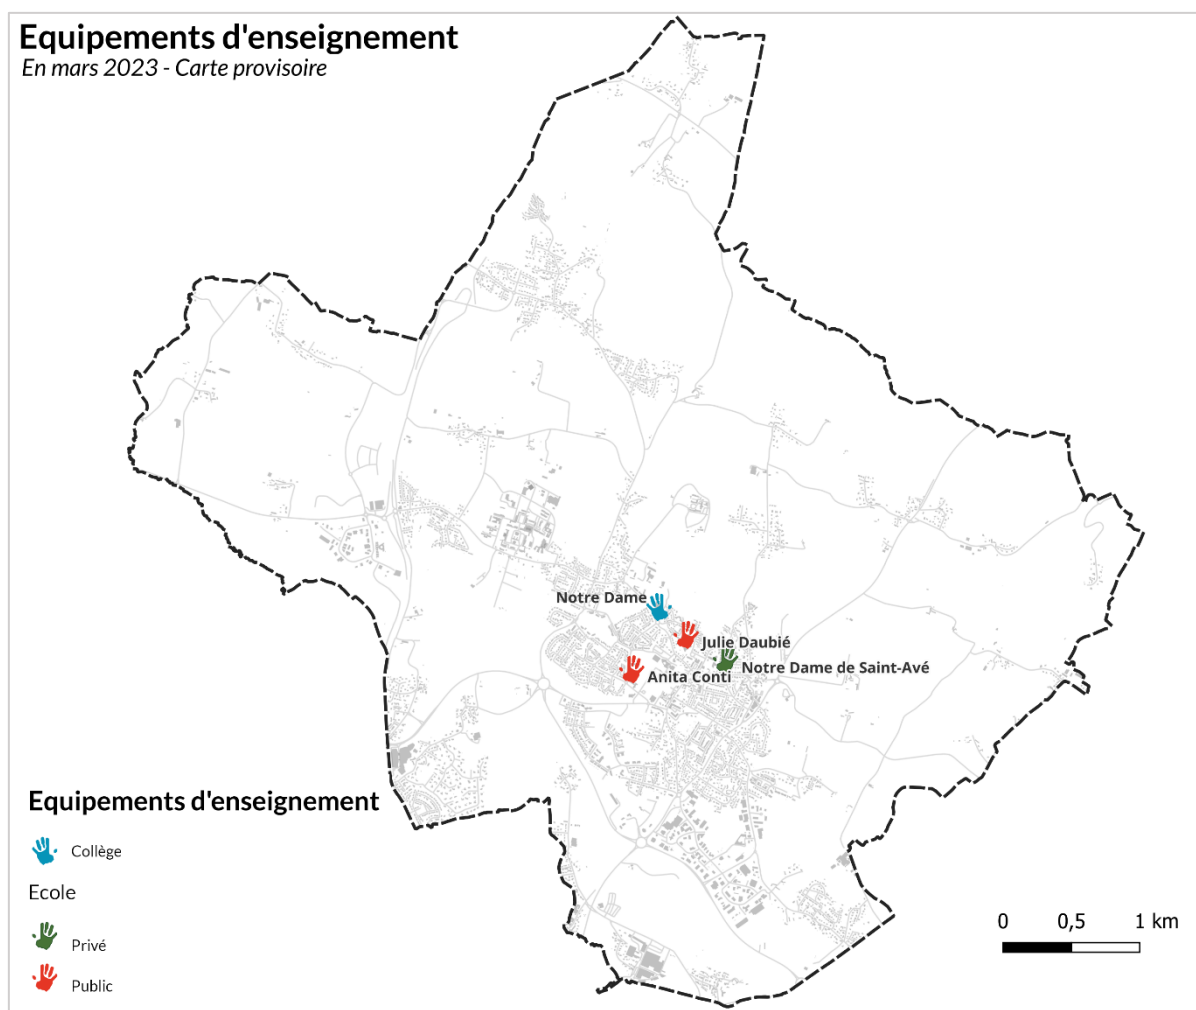 Equipements d'enseignement
En mars 2023 - Carte provisoire
Notre Dame
Julie Daubié
Notre Dame de Saint-Avé
Anita Conti
Equipements d'enseignement
Collège
Ecole
Privé
Public
0 0,5 1 km